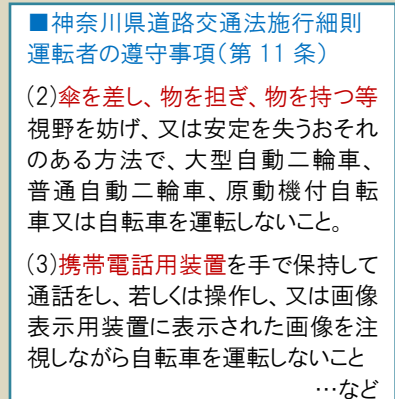 ■神奈川県道路交通法施行細則
運転者の遵守事項(第 11 条)
(2)傘を差し、物を担ぎ、物を持つ等
視野を妨げ、又は安定を失うおそれ
のある方法で、大型自動二輪車、
普通自動二輪車、原動機付自転
車又は自転車を運転しないこと。
(3)携帯電話用装置を手で保持して
通話をし、若しくは操作し、又は画像
表示用装置に表示された画像を注
視しながら自転車を運転しないこと
…など